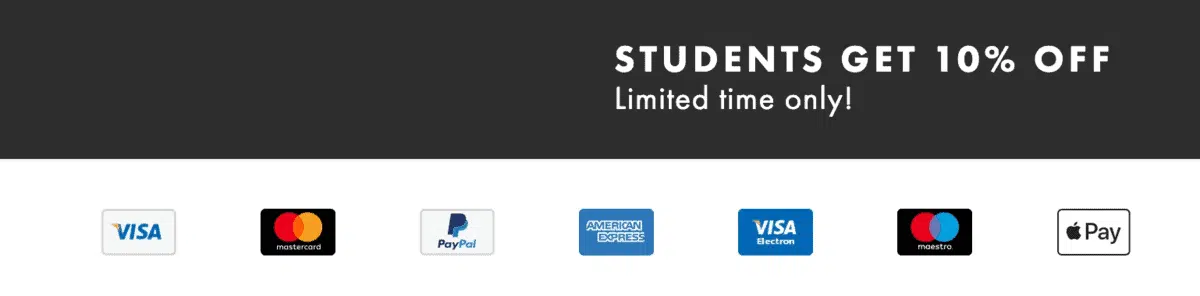 STUDENTS GET 10% OFF
Limited time only!
VISA
mastercard
PayPal
AMERICAN
EXPRESS
VISA
Electron
maestro
Pay